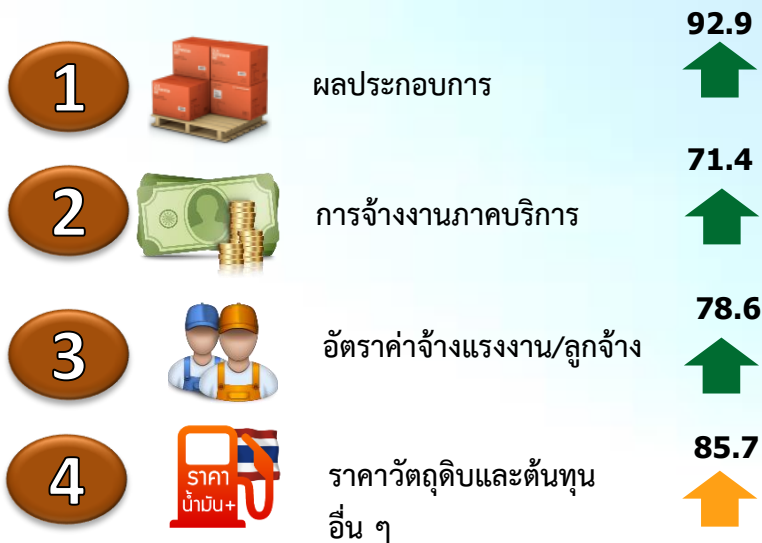 1
ผลประกอบการ
92.9
2
การจ้างงานภาคบริการ
71.4
3
อัตราค่าจ้างแรงงาน/ลูกจ้าง
78.6
4
ราคา
น้ำมัน+
ราคาวัตถุดิบและต้นทุน
อื่น ๆ
85.7